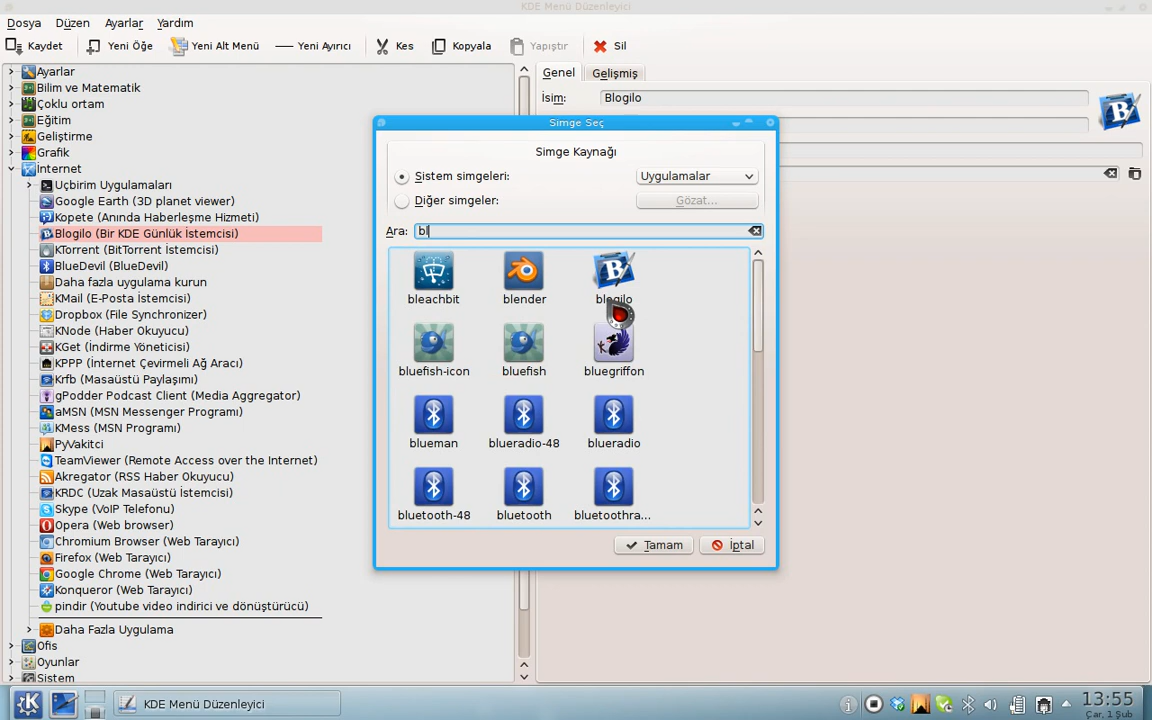 KDE Menü Düzenleyici
Dosya Düzen Ayarlar Yardım
Kaydet Yeni Öğe Yeni Alt Menü Yeni Ayırıcı Kes Kopyala Yapıştır Sil
Ayarlar
Bilim ve Matematik
Çoklu ortam
Eğitim
Geliştirme
Grafik
İnternet
Uçbirim Uygulamaları
Google Earth (3D planet viewer)
Kopete (Anında Haberleşme Hizmeti)
Blogilo (Bir KDE Günlük İstemcisi)
KTorrent (BitTorrent İstemcisi)
BlueDevil (BlueDevil)
Daha fazla uygulama kurun
KMail (E-Posta İstemcisi)
Dropbox (File Synchronizer)
KNode (Haber Okuyucu)
KGet (İndirme Yöneticisi)
KPPP (İnternet Çevirmeli Ağ Aracı)
Krfb (Masaüstü Paylaşımı)
gPodder Podcast Client (Media Aggregator)
aMSN (MSN Messenger Programı)
KMess (MSN Programı)
PyVakitci
TeamViewer (Remote Access over the Internet)
Akregator (RSS Haber Okuyucu)
KRDC (Uzak Masaüstü İstemcisi)
Skype (VoIP Telefonu)
Opera (Web browser)
Chromium Browser (Web Tarayıcı)
Firefox (Web Tarayıcı)
Google Chrome (Web Tarayıcı)
Konqueror (Web Tarayıcı)
pindir (Youtube video indirici ve dönüştürücü)
Daha Fazla Uygulama
Ofis
Oyunlar
Sistem
Genel Gelişmiş
İsim: Blogilo
Simge Seç
Simge Kaynağı
Sistem simgeleri: Uygulamalar
Diğer simgeler: Gözat...
Ara: bl
bleachbit blender blogilo
bluefish-icon bluefish bluegriffon
blueman blueradio-48 blueradio
bluetooth-48 bluetooth bluetoothra...
Tamam İptal
KDE Menü Düzenleyici
13:55
Çar, 1 Şub